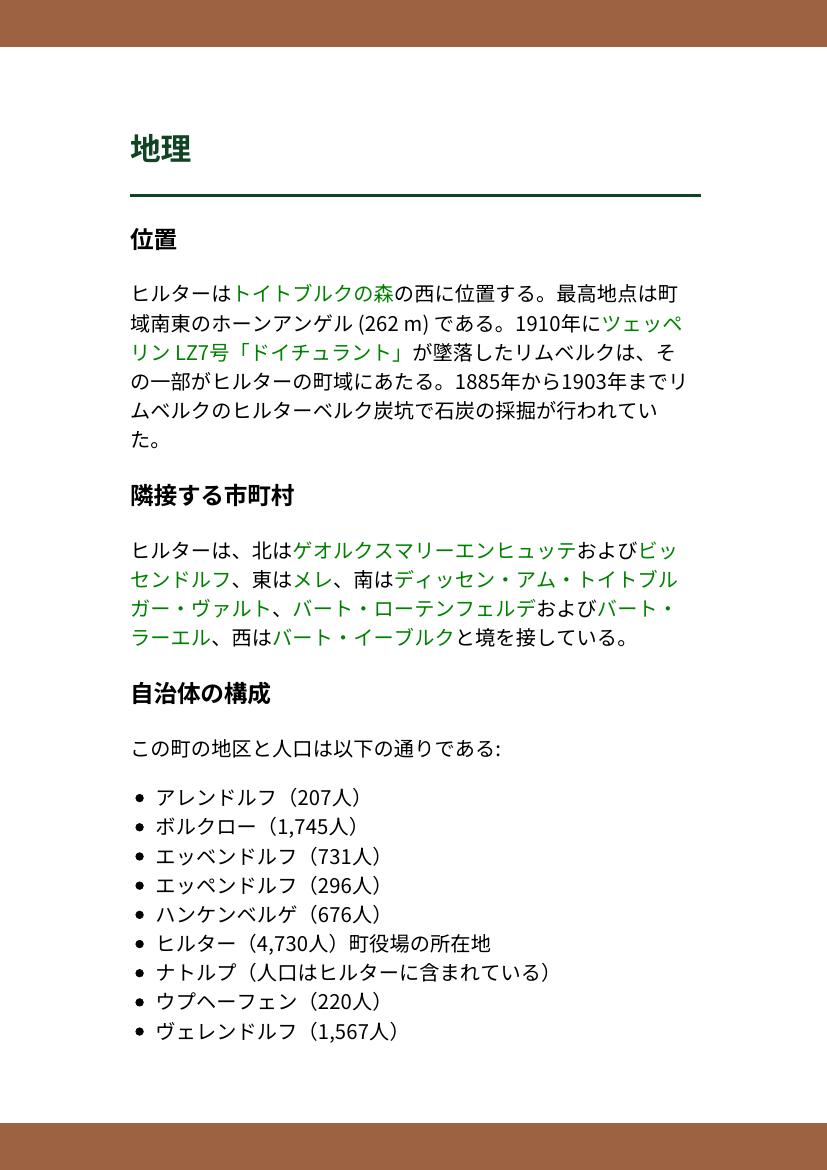 地理
位置
ヒルターはトイトブルクの森の西に位置する。最高地点は町
域南東のホーンアンゲル (262 m) である。1910年にツェッペ
リン LZ7号「ドイチュラント」が墜落したリムベルクは、そ
の一部がヒルターの町域にあたる。1885年から1903年までリ
ムベルクのヒルターベルク炭坑で石炭の採掘が行われてい
た。
隣接する市町村
ヒルターは、北はゲオルクスマリーエンヒュッテおよびビッ
センドルフ、東はメレ、南はディッセン・アム・トイトブル
ガー・ヴァルト、バート・ローテンフェルデおよびバート・
ラーエル、西はバート・イーブルクと境を接している。
自治体の構成
この町の地区と人口は以下の通りである:
• アレンドルフ（207人）
• ボルクロー（1,745人）
• エッベンドルフ（731人）
• エッペンドルフ（296人）
• ハンケンベルゲ（676人）
• ヒルター（4,730人）町役場の所在地
• ナトルプ（人口はヒルターに含まれている）
• ウプヘーフェン（220人）
• ヴェレンドルフ（1,567人）